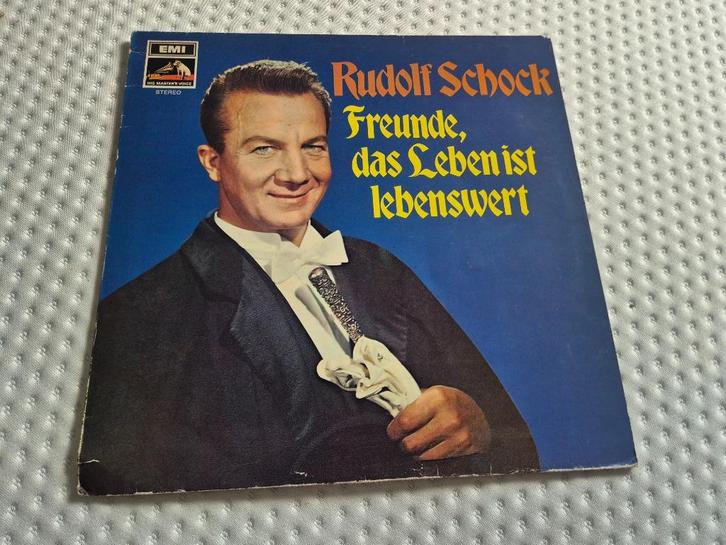 EMI
HIS MASTER'S VOICE
STEREO
Rudolf Schock
Freunde,
das Leben ist
lebenswert